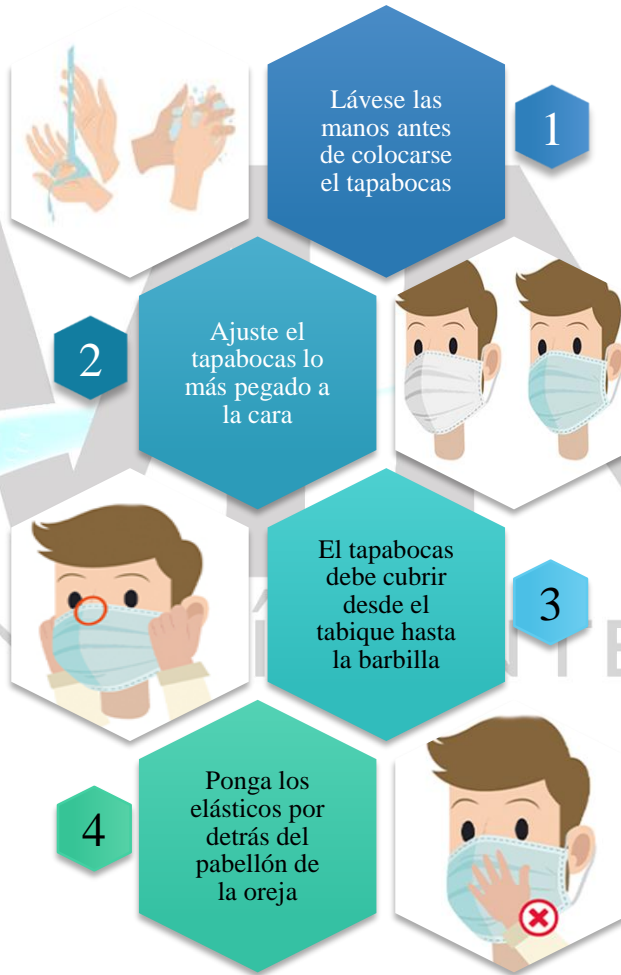 Lávese las
manos antes
de colocarse
el tapabocas
1
2
Ajuste el
tapabocas lo
más pegado a
la cara
El tapabocas
debe cubrir
desde el
tabique hasta
la barbilla
3
4
Ponga los
elásticos por
detrás del
pabellón de
la oreja